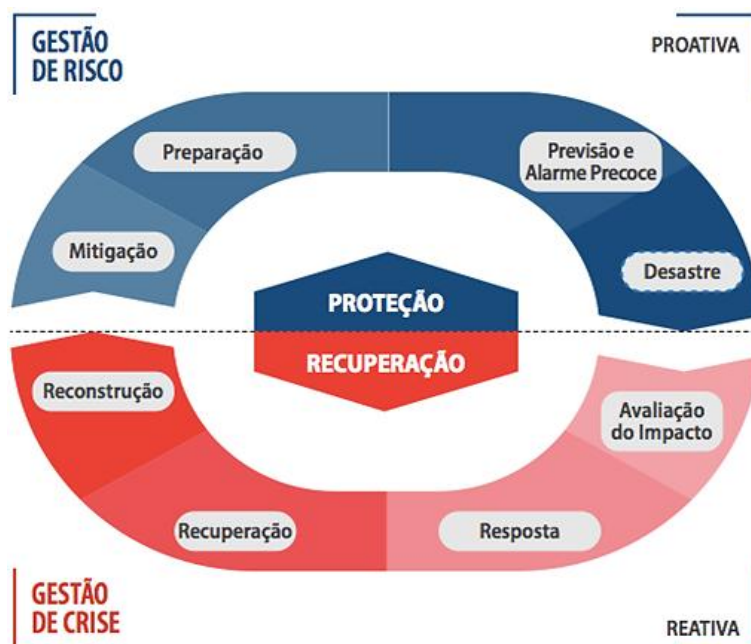 GESTÃO
DE RISCO
PROATIVA
Preparação
Previsão e
Alarme Precoce
Mitigação
Desastre
PROTEÇÃO
RECUPERAÇÃO
Reconstrução
Avaliação
do Impacto
Recuperação
Resposta
GESTÃO
DE CRISE
REATIVA